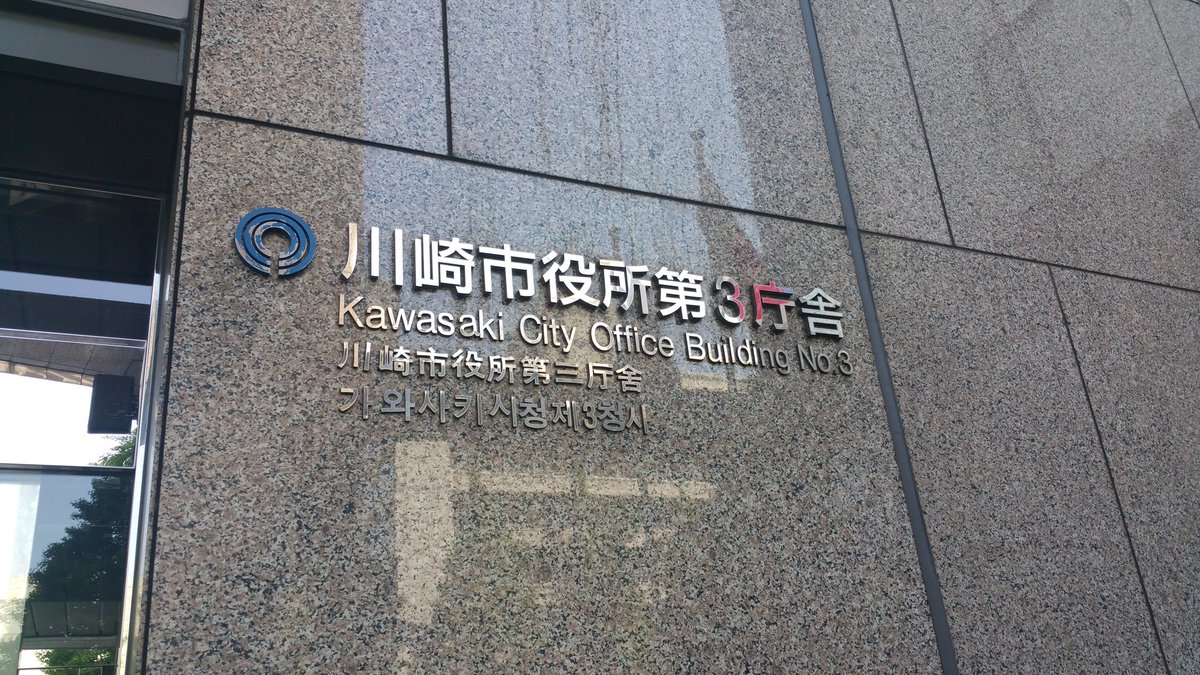 川崎市役所第3庁舎
Kawasaki City Office Building No.3
川崎市役所第三庁舎
가와사키시청제3청사